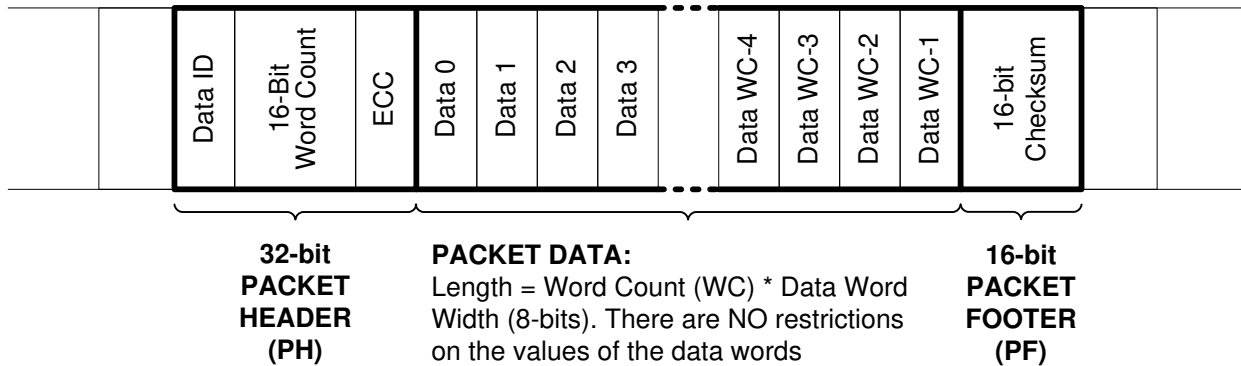 Data ID
16-Bit
Word Count
ECC
Data 0
Data 1
Data 2
Data 3
Data WC-4
Data WC-3
Data WC-2
Data WC-1
16-bit
Checksum
32-bit
PACKET
HEADER
(PH)
PACKET DATA:
Length = Word Count (WC) * Data Word
Width (8-bits). There are NO restrictions
on the values of the data words
16-bit
PACKET
FOOTER
(PF)